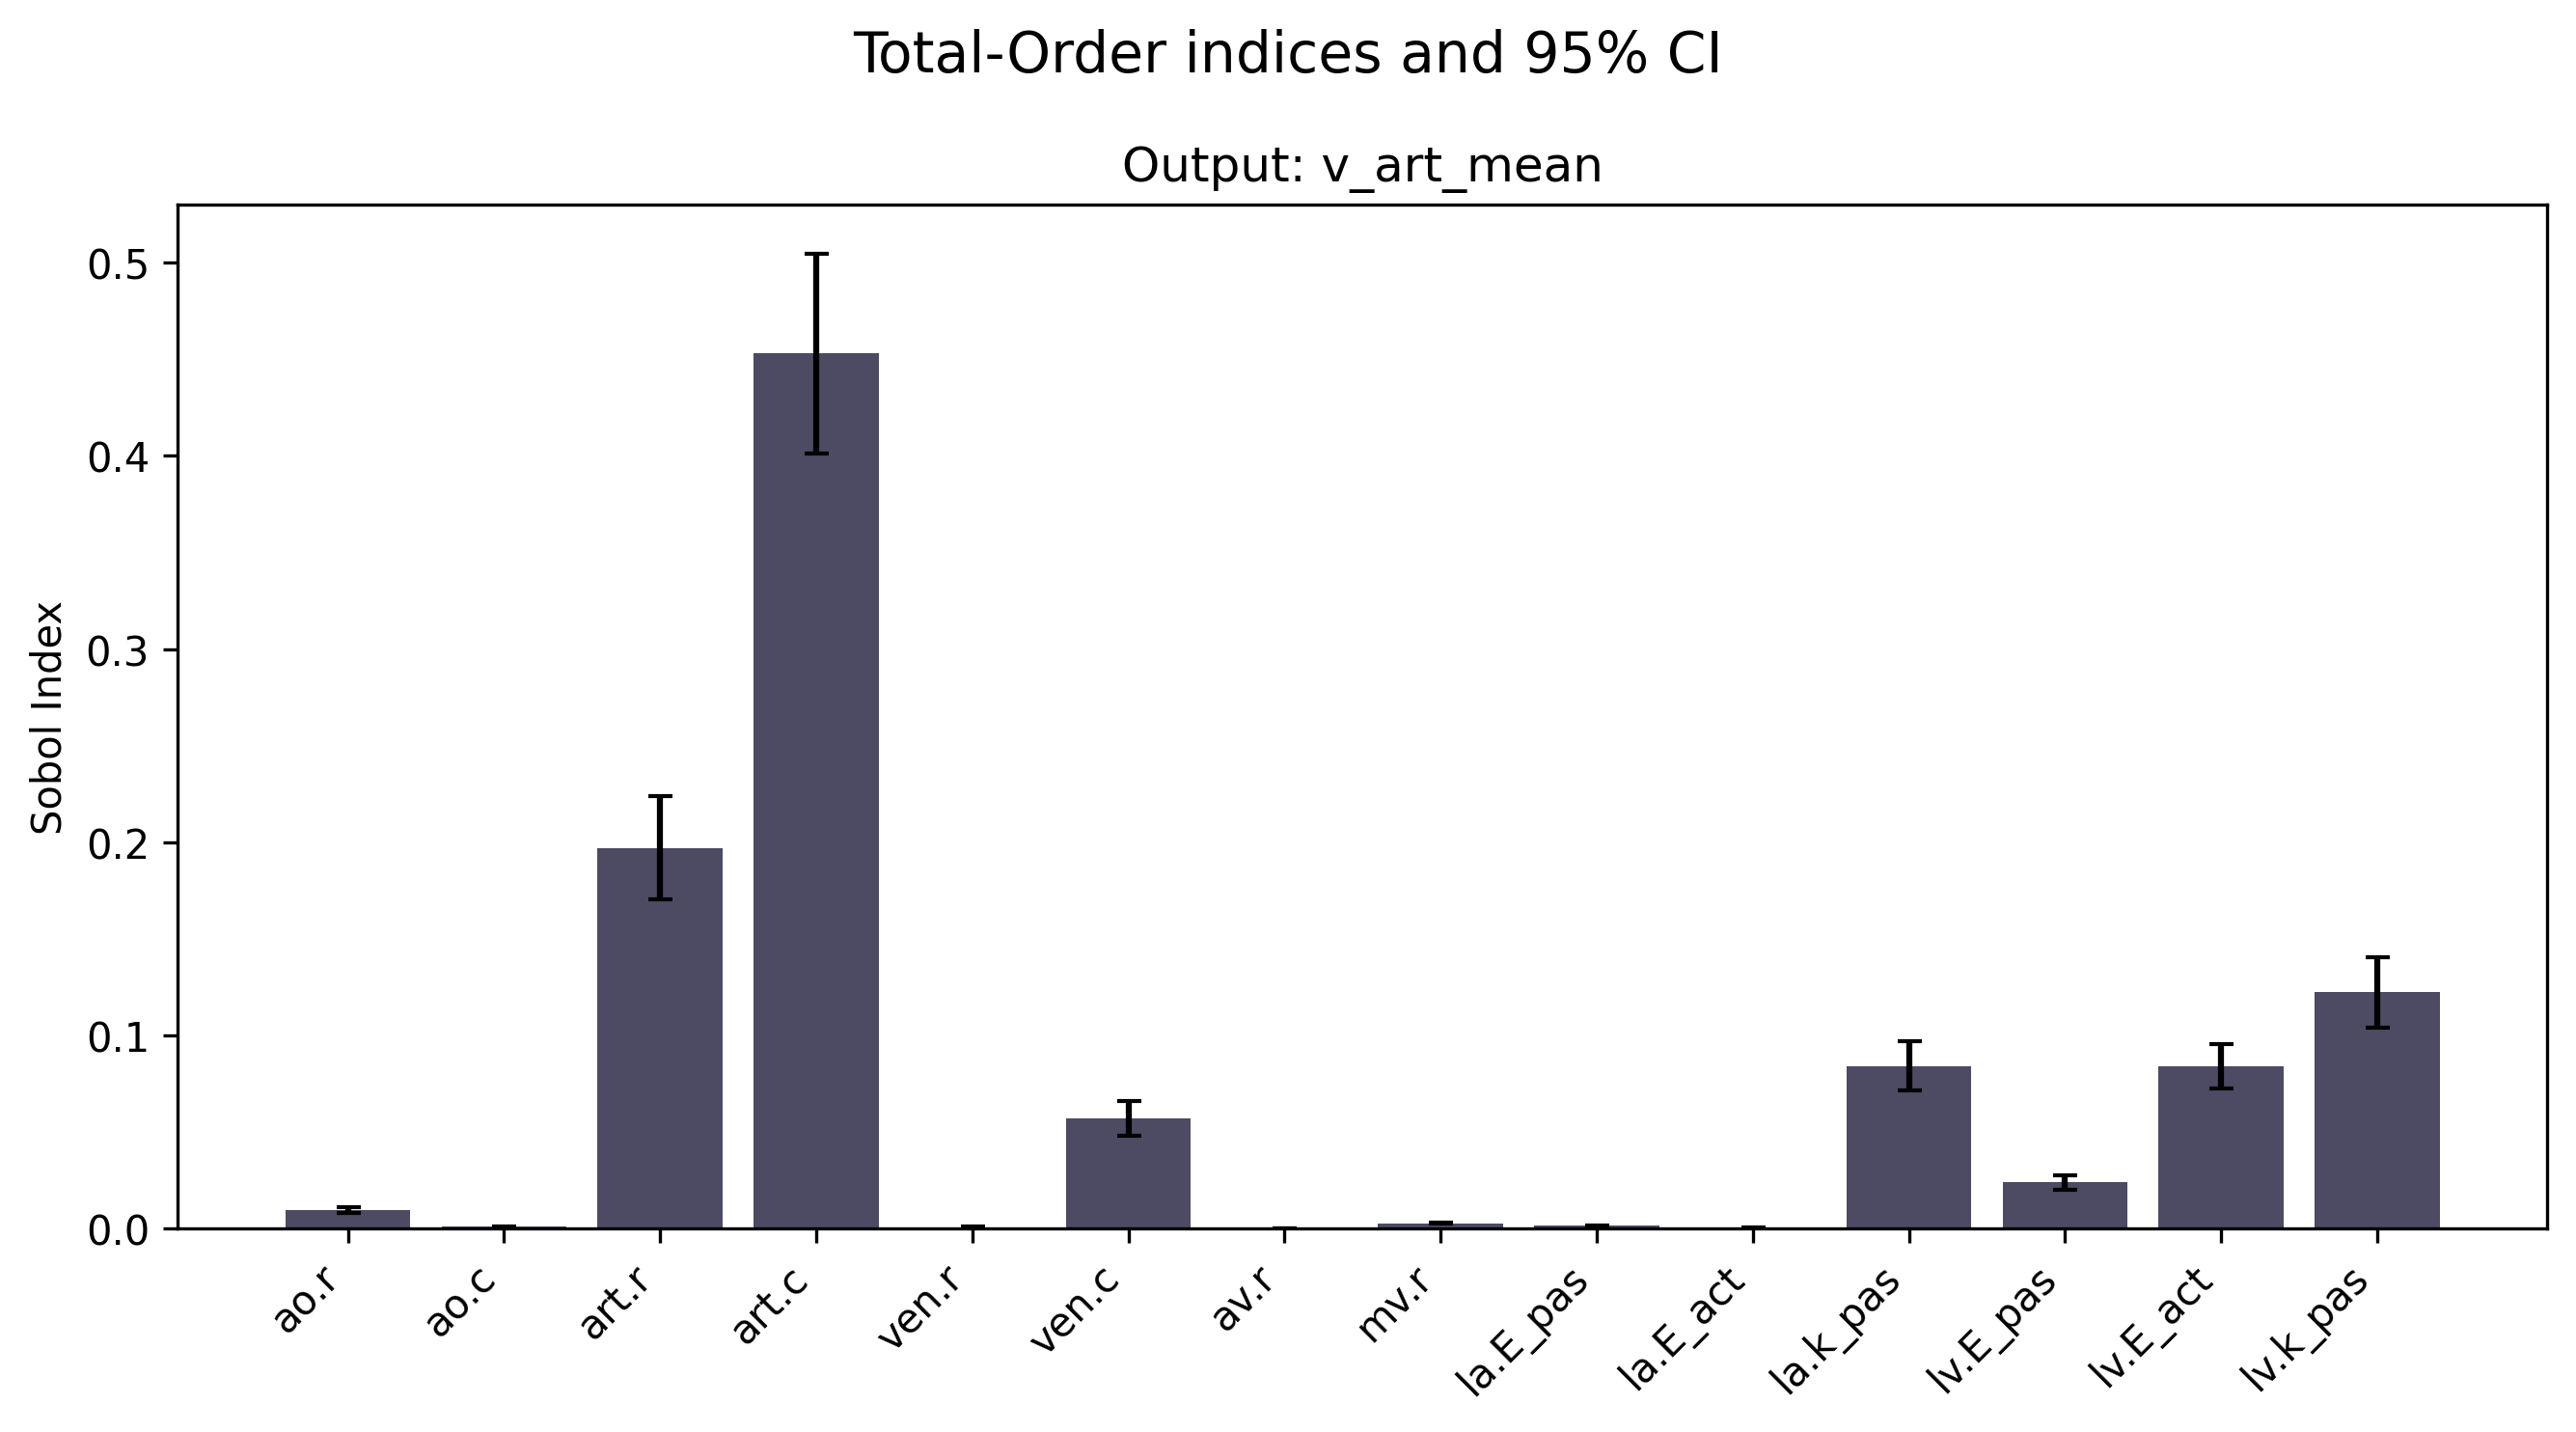 Total-Order indices and 95% CI
Output: v_art_mean
Sobol Index
0.5
0.4
0.3
0.2
0.1
0.0
ao.r
ao.c
art.r
art.c
ven.r
ven.c
av.r
mv.r
la.E_pas
la.E_act
la.k_pas
lv.E_pas
lv.E_act
lv.k_pas